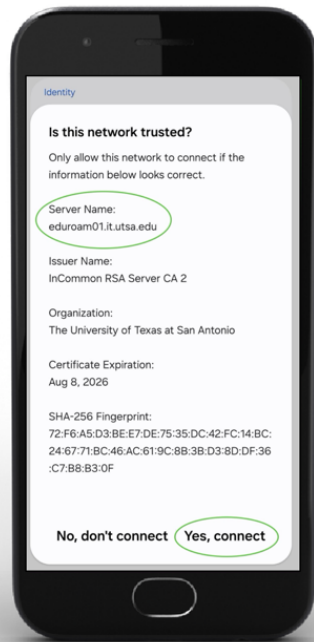 Identity
Is this network trusted?
Only allow this network to connect if the
information below looks correct.
Server Name:
eduroam01.it.utsa.edu
Issuer Name:
InCommon RSA Server CA 2
Organization:
The University of Texas at San Antonio
Certificate Expiration:
Aug 8, 2026
SHA-256 Fingerprint:
72:F6:A5:D3:BE:E7:DE:75:35:DC:42:FC:14:BC:
24:67:71:BC:46:AC:61:9C:8B:3B:D3:8D:DF:36
:C7:B8:B3:0F
No, don't connect Yes, connect